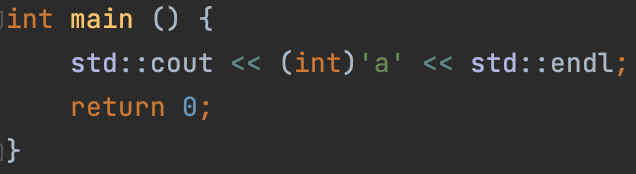 int main () {
    std::cout << (int)'a' << std::endl;
    return 0;
}